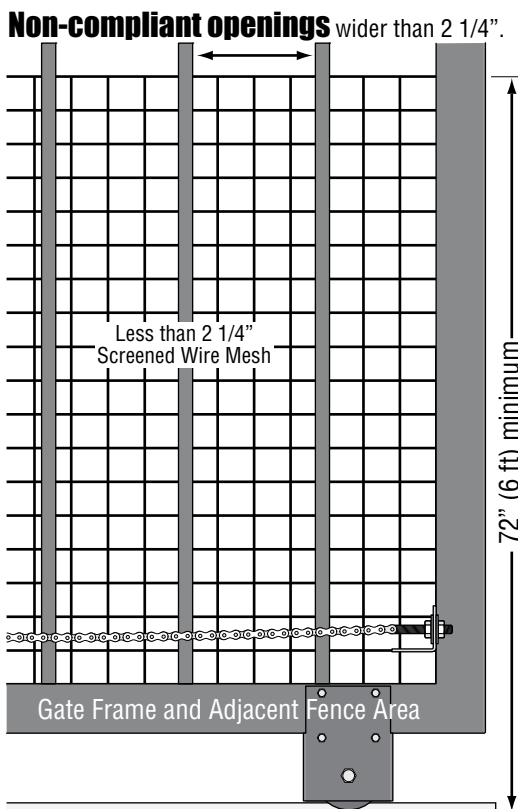 Non-compliant openings wider than 2 1/4”.
Less than 2 1/4”
Screened Wire Mesh
72” (6 ft) minimum
Gate Frame and Adjacent Fence Area